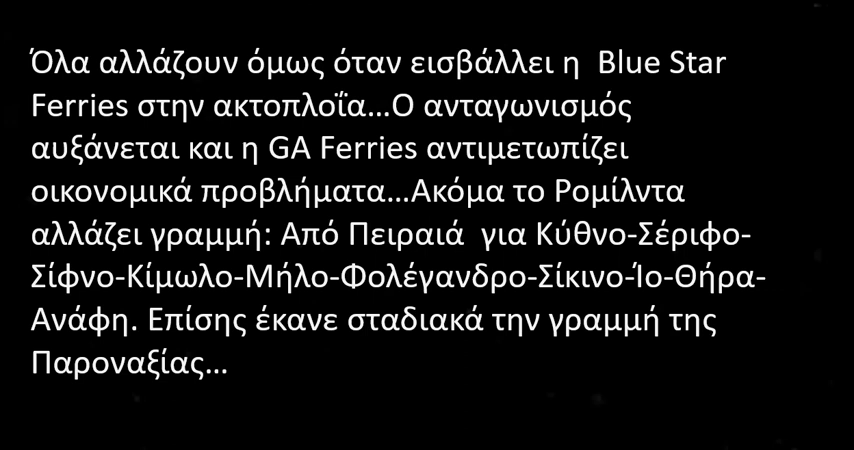 Όλα αλλάζουν όμως όταν εισβάλλει η  Blue Star
Ferries στην ακτοπλοΐα...Ο ανταγωνισμός
αυξάνεται και η GA Ferries αντιμετωπίζει
οικονομικά προβλήματα...Ακόμα το Ρομίλντα
αλλάζει γραμμή: Από Πειραιά  για Κύθνο-Σέριφο-
Σίφνο-Κίμωλο-Μήλο-Φολέγανδρο-Σίκινο-Ίο-Θήρα-
Ανάφη. Επίσης έκανε σταδιακά την γραμμή της
Παροναξίας...